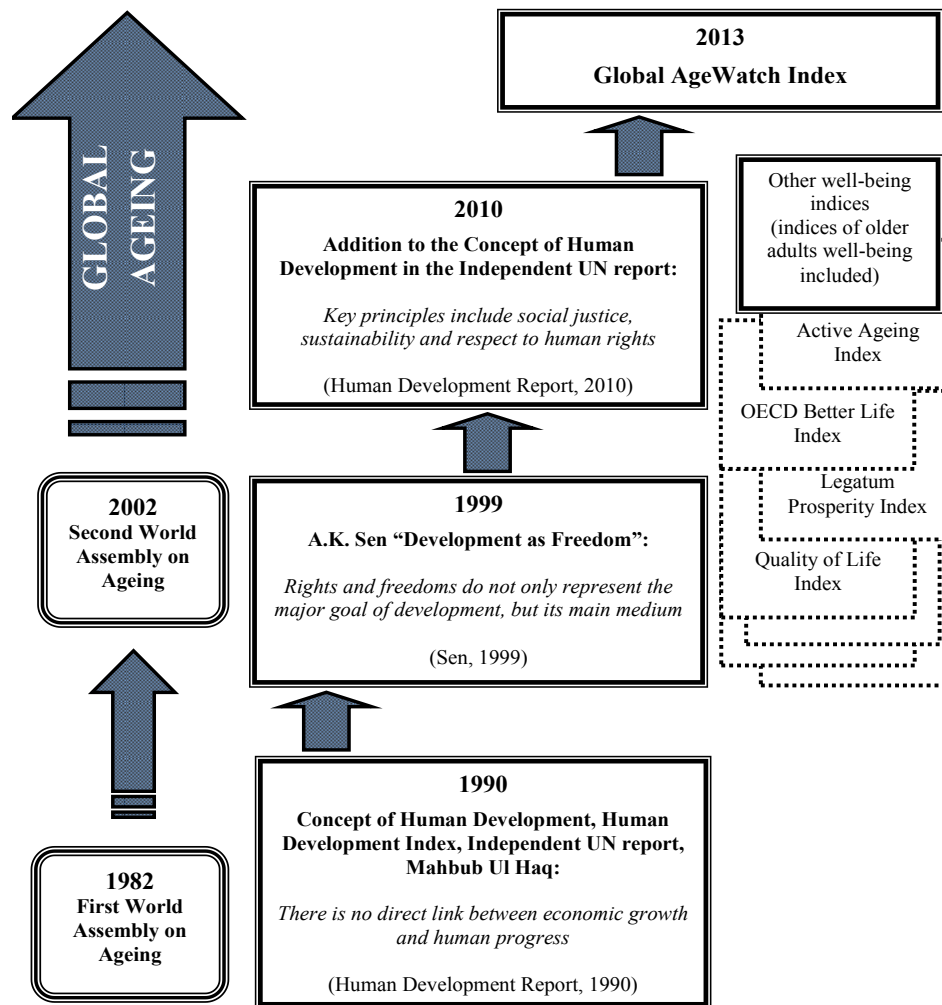 GLOBAL
AGEING
2013
Global AgeWatch Index
2010
Addition to the Concept of Human
Development in the Independent UN report:
Key principles include social justice,
sustainability and respect to human rights
(Human Development Report, 2010)
Other well-being
indices
(indices of older
adults well-being
included)
Active Ageing
Index
OECD Better Life
Index
Legatum
Prosperity Index
Quality of Life
Index
2002
Second World
Assembly on
Ageing
1999
A.K. Sen “Development as Freedom”:
Rights and freedoms do not only represent the
major goal of development, but its main medium
(Sen, 1999)
1982
First World
Assembly on
Ageing
1990
Concept of Human Development, Human
Development Index, Independent UN report,
Mahbub Ul Haq:
There is no direct link between economic growth
and human progress
(Human Development Report, 1990)